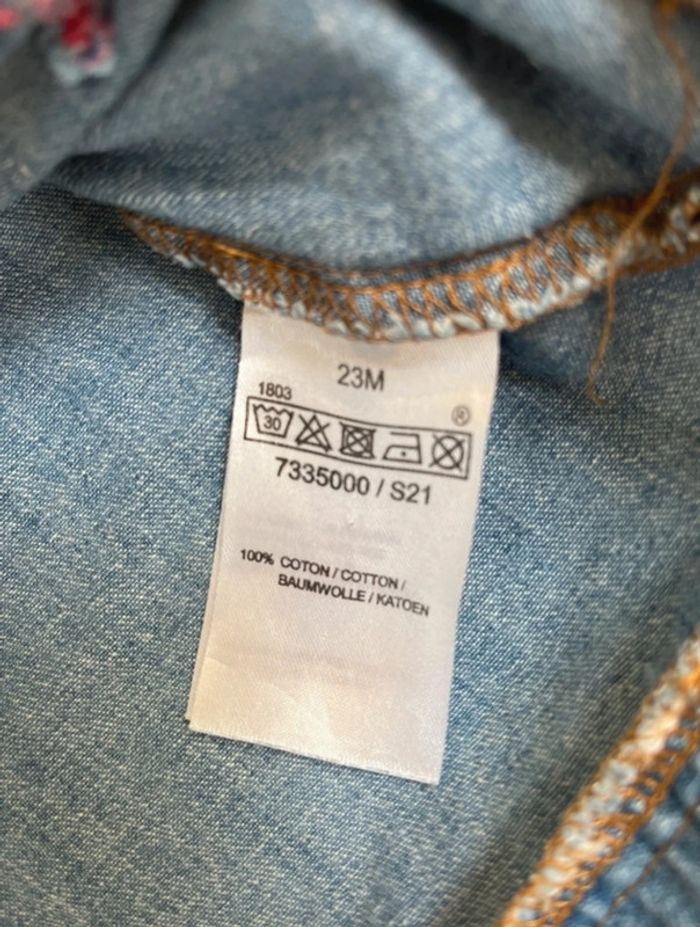 23M
1803
®
30
7335000 / S21
100% COTON / COTTON /
BAUMWOLLE / KATOEN